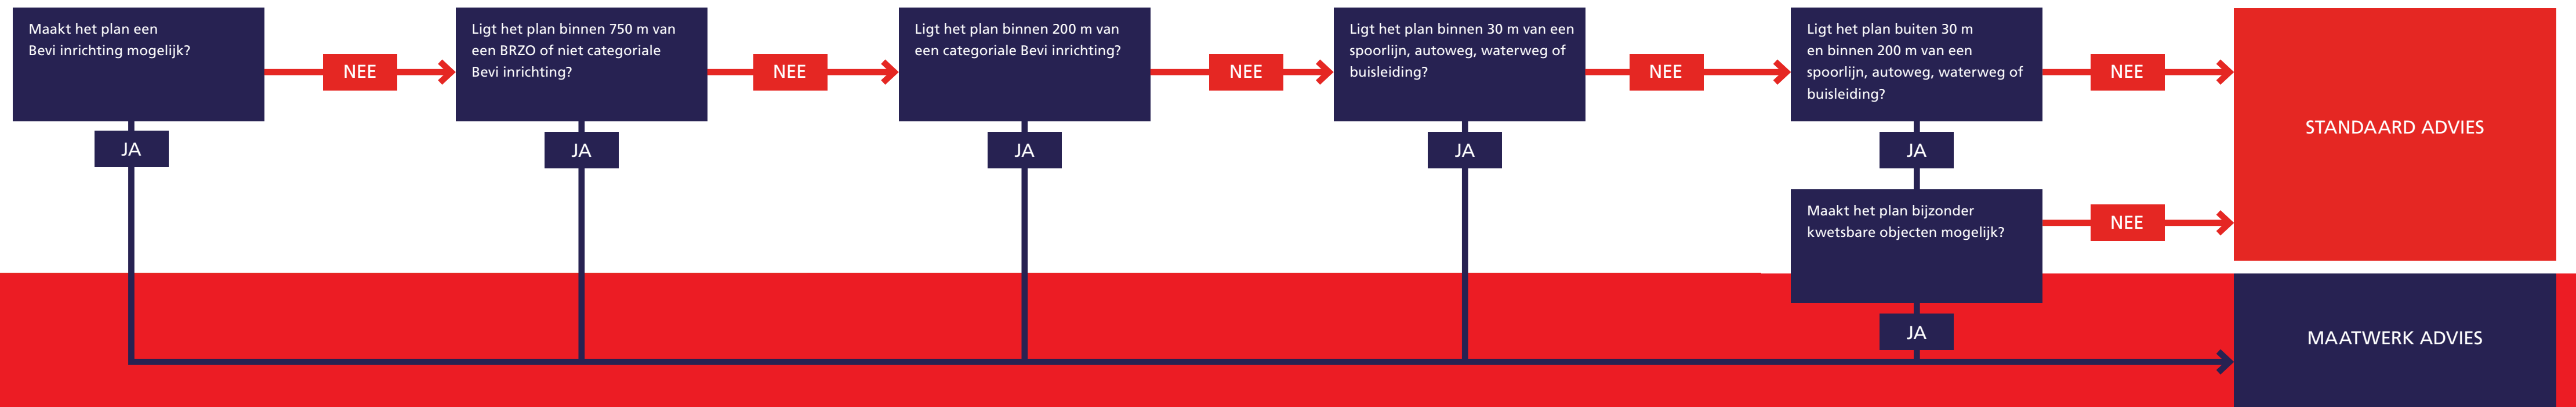 Maakt het plan een
Bevi inrichting mogelijk?
NEE
JA
Ligt het plan binnen 750 m van
een BRZO of niet categoriale
Bevi inrichting?
NEE
JA
Ligt het plan binnen 200 m van
een categoriale Bevi inrichting?
NEE
JA
Ligt het plan binnen 30 m van een
spoorlijn, autoweg, waterweg of
buisleiding?
NEE
JA
Ligt het plan buiten 30 m
en binnen 200 m van een
spoorlijn, autoweg, waterweg of
buisleiding?
NEE
JA
Maakt het plan bijzonder
kwetsbare objecten mogelijk?
NEE
JA
STANDAARD ADVIES
MAATWERK ADVIES